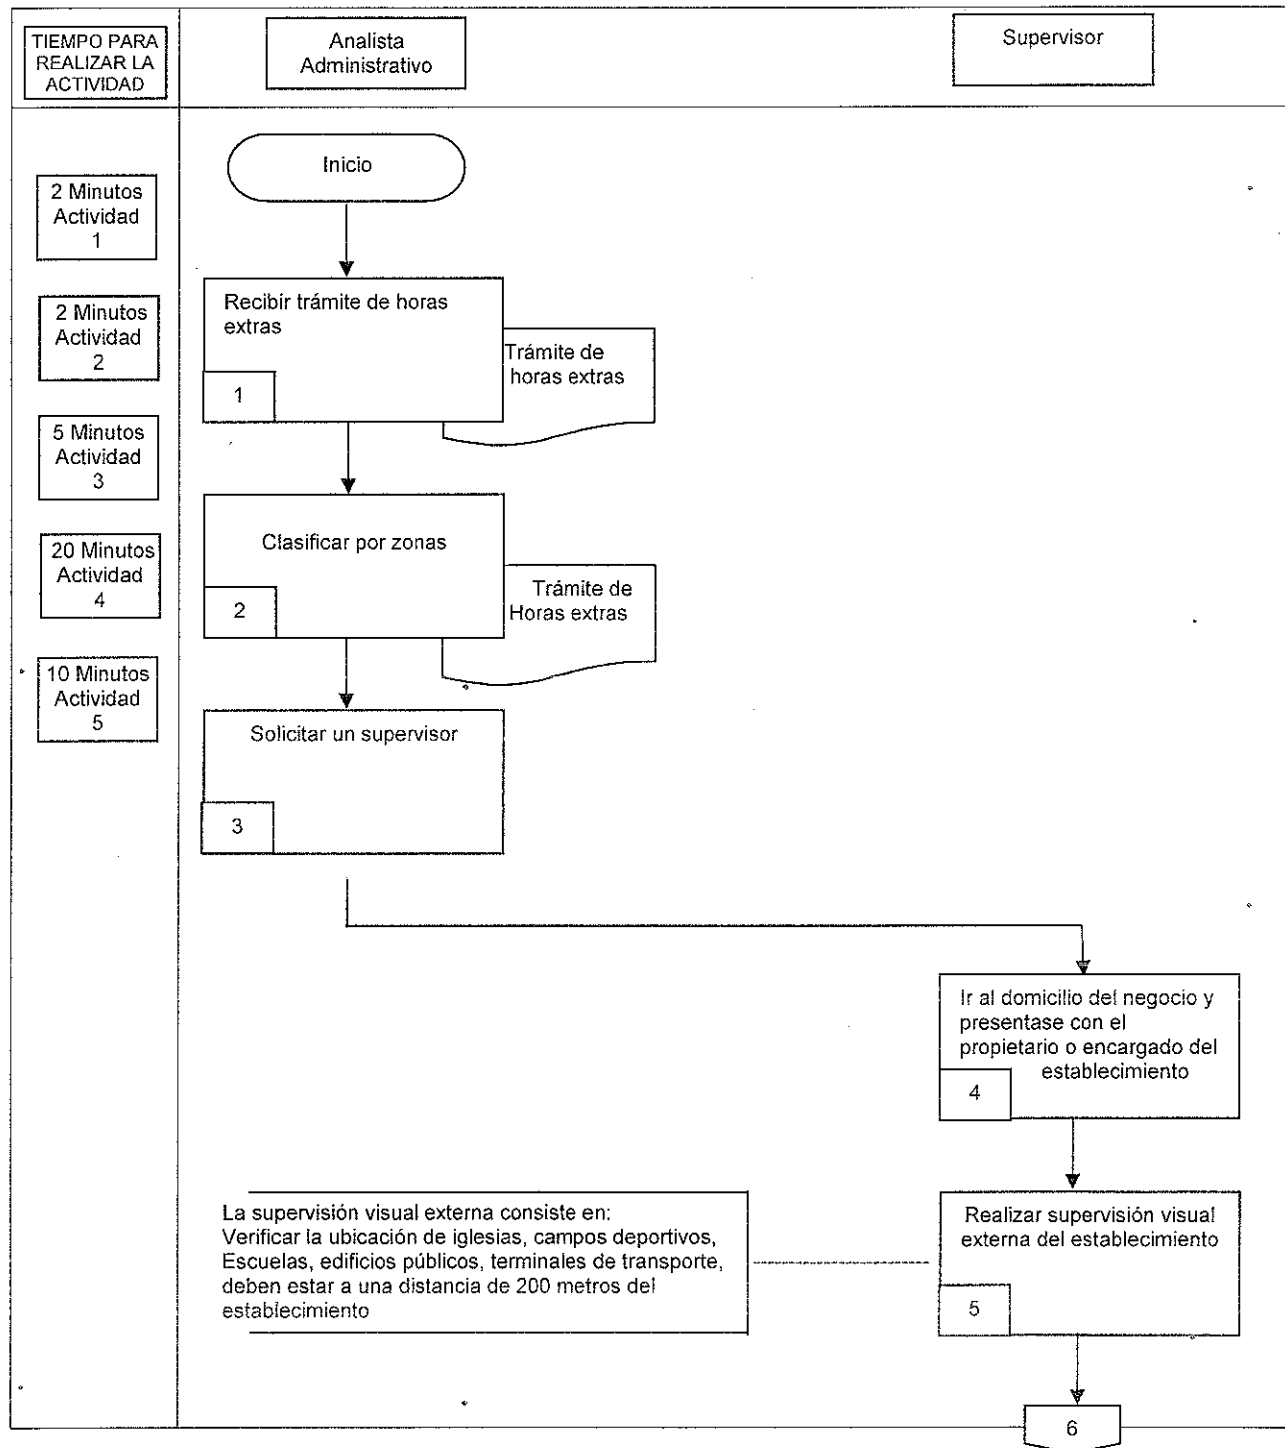 TIEMPO PARA
REALIZAR LA
ACTIVIDAD
Analista
Administrativo
Supervisor
Inicio
2 Minutos
Actividad
1
Recibir trámite de horas
extras
1
Trámite de
horas extras
2 Minutos
Actividad
2
5 Minutos
Actividad
3
Clasificar por zonas
2
Trámite de
Horas extras
20 Minutos
Actividad
4
10 Minutos
Actividad
5
Solicitar un supervisor
3
Ir al domicilio del negocio y
presentase con el
propietario o encargado del
establecimiento
4
La supervisión visual externa consiste en:
Verificar la ubicación de iglesias, campos deportivos,
Escuelas, edificios públicos, terminales de transporte,
deben estar a una distancia de 200 metros del
establecimiento
Realizar supervisión visual
externa del establecimiento
5
6